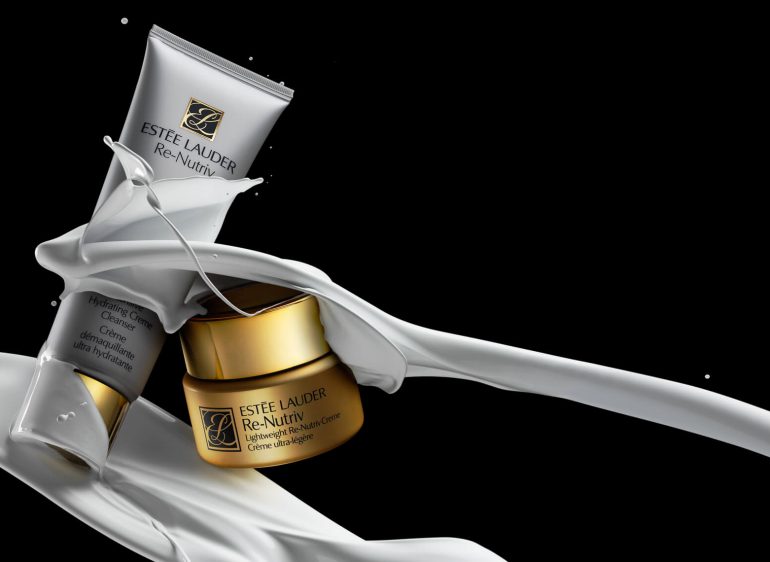 ESTĒE LAUDER
Re-Nutriv
Hydrating Creme
Cleanser
Crème
démaquillante
ultra hydratante
ESTĒE LAUDER
Re-Nutriv
Lightweight Re-Nutriv Creme
Crème ultra-légère